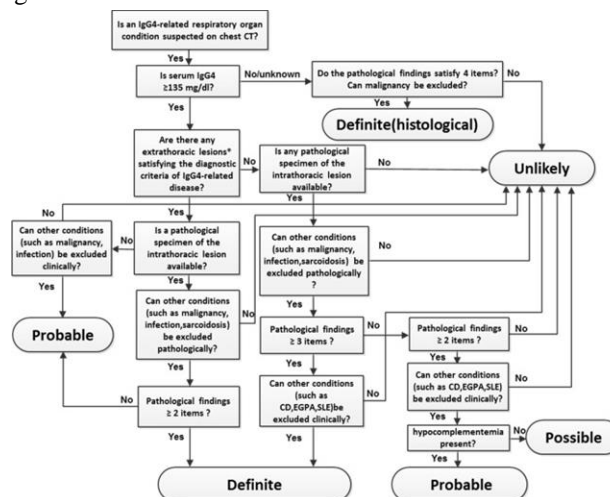 Is an IgG4-related respiratory organ
condition suspected on chest CT?
Yes
Is serum IgG4
≥135 mg/dl?
No/unknown
Do the pathological findings satisfy 4 items?
Can malignancy be excluded?
No
Yes
Yes
Definite(histological)
Unlikely
Are there any
extrathoracic lesions*
satisfying the diagnostic
criteria of IgG4-related
disease?
No
Is any pathological
specimen of the
intrathoracic lesion
available?
No
Yes
Yes
No
Can other conditions
(such as malignancy,
infection) be excluded
clinically?
No
Is a pathological
specimen of the
intrathoracic lesion
available?
Can other conditions
(such as malignancy,
infection,sarcoidosis) be
excluded pathologically
?
No
Yes
Yes
Yes
Probable
Can other conditions
(such as malignancy,
infection,sarcoidosis)
be excluded
pathologically?
No
Pathological findings
≥ 3 items ?
No
Pathological findings
≥ 2 items ?
No
Yes
Yes
Yes
No
Pathological findings
≥ 2 items ?
Can other conditions
(such as
CD,EGPA,SLE)be
excluded clinically?
No
Can other conditions
(such as CD,EGPA,SLE)
be excluded clinically?
No
Yes
hypocomplementemia
present?
No
Possible
Yes
Yes
Yes
Definite
Probable